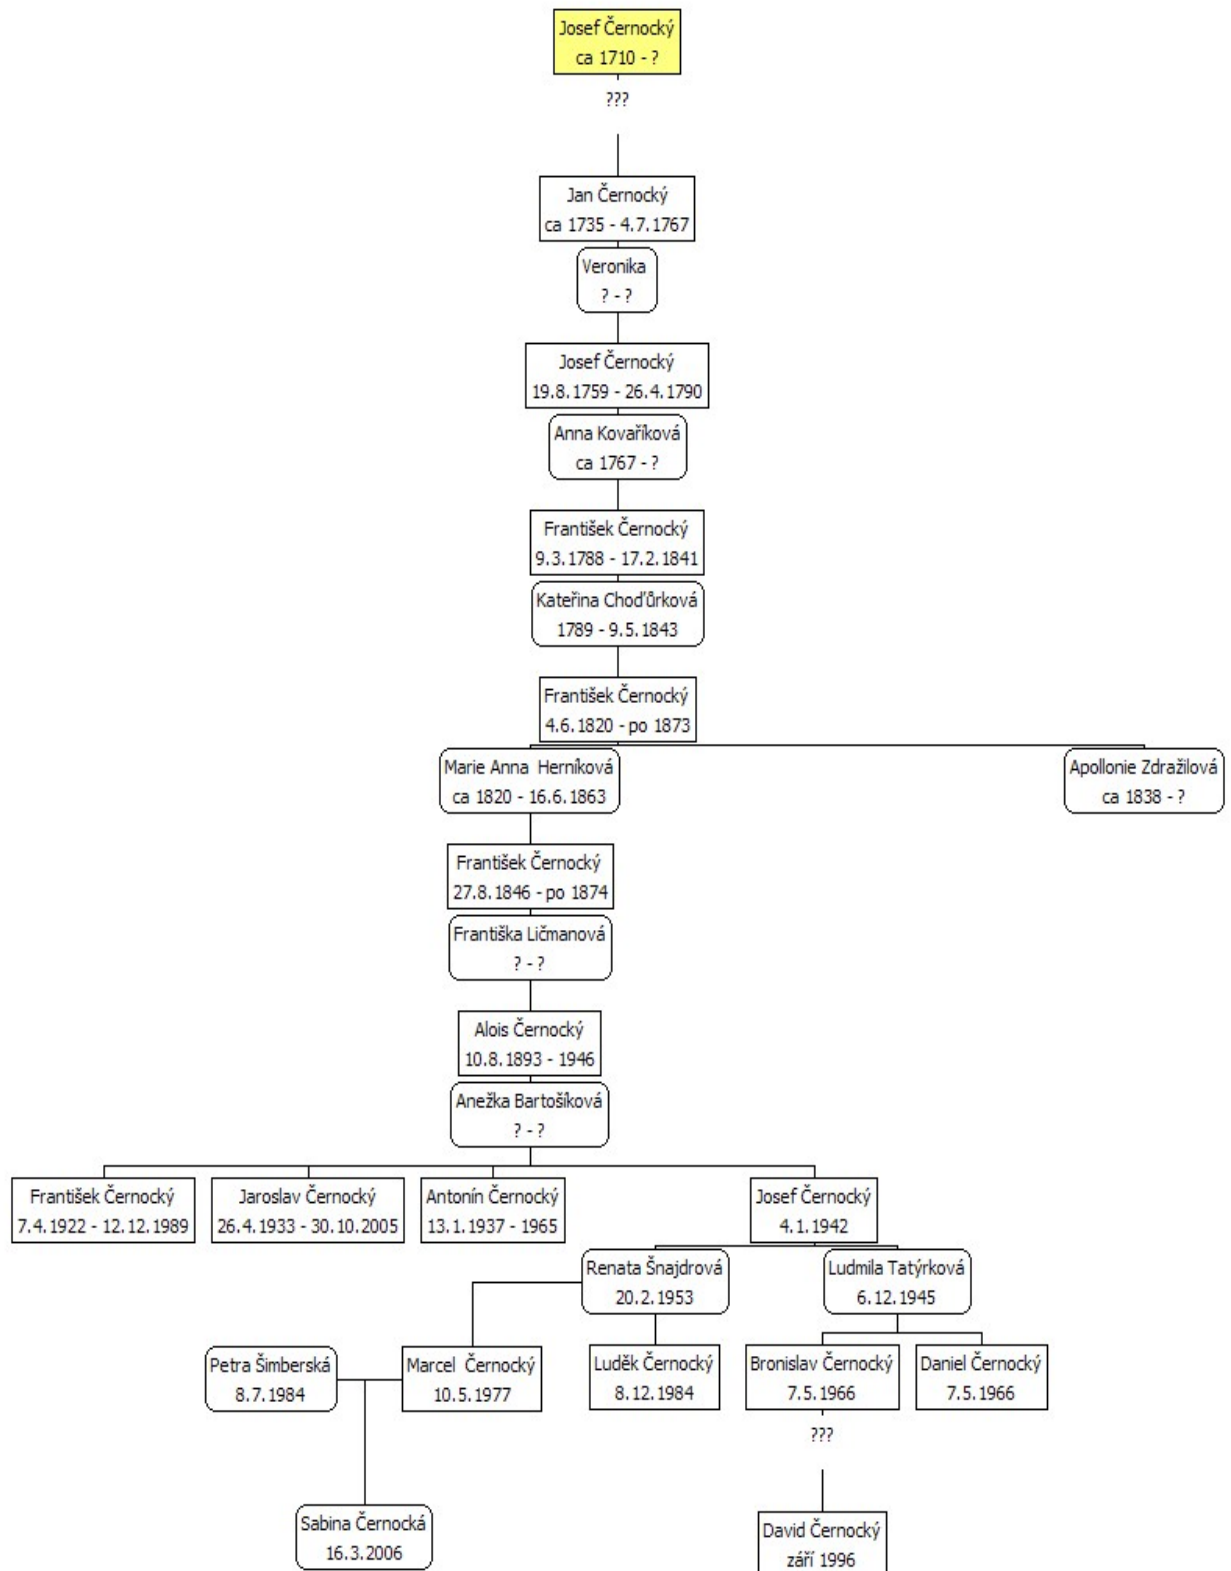 Josef Černocký
ca 1710 - ?
???
Jan Černocký
ca 1735 - 4.7.1767
Veronika
? - ?
Josef Černocký
19.8.1759 - 26.4.1790
Anna Kovaříková
ca 1767 - ?
František Černocký
9.3.1788 - 17.2.1841
Kateřina Choďůrková
1789 - 9.5.1843
František Černocký
4.6.1820 - po 1873
Marie Anna Herníková
ca 1820 - 16.6.1863
Apollonie Zdražilová
ca 1838 - ?
František Černocký
27.8.1846 - po 1874
Františka Ličmanová
? - ?
Alois Černocký
10.8.1893 - 1946
Anežka Bartošíková
? - ?
František Černocký
7.4.1922 - 12.12.1989
Jaroslav Černocký
26.4.1933 - 30.10.2005
Antonín Černocký
13.1.1937 - 1965
Josef Černocký
4.1.1942
Renata Šnajdrová
20.2.1953
Ludmila Tatýrková
6.12.1945
Petra Šimberská
8.7.1984
Marcel Černocký
10.5.1977
Luděk Černocký
8.12.1984
Bronislav Černocký
7.5.1966
Daniel Černocký
7.5.1966
???
Sabina Černocká
16.3.2006
David Černocký
září 1996